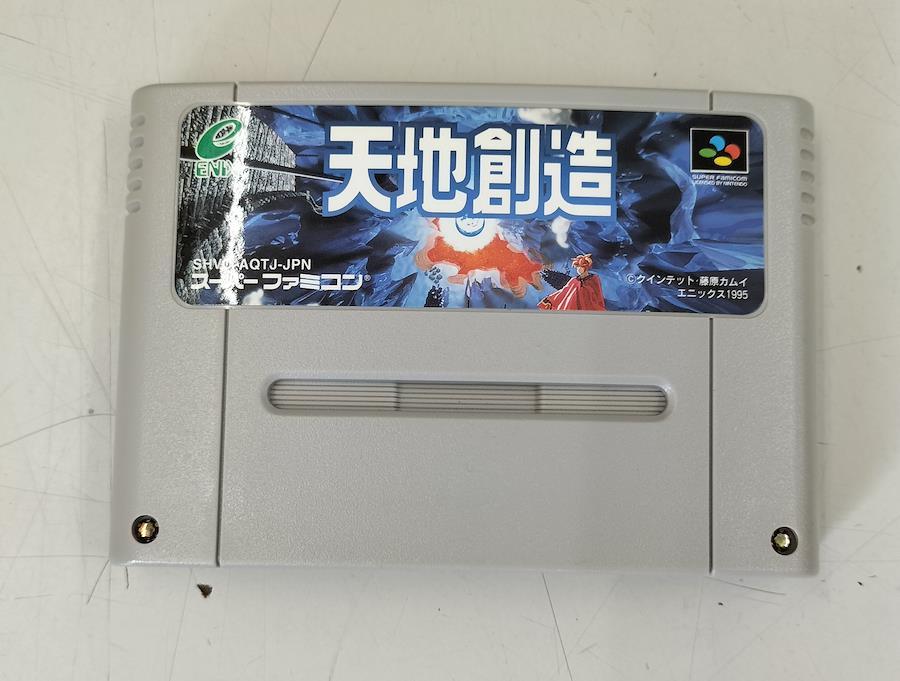 ENIX
天地創造
SUPER FAMICOM
LICENSED BY NINTENDO
SHVC-AQTJ-JPN
スーパーファミコン®
©クインテット・藤原カムイ
エニックス1995